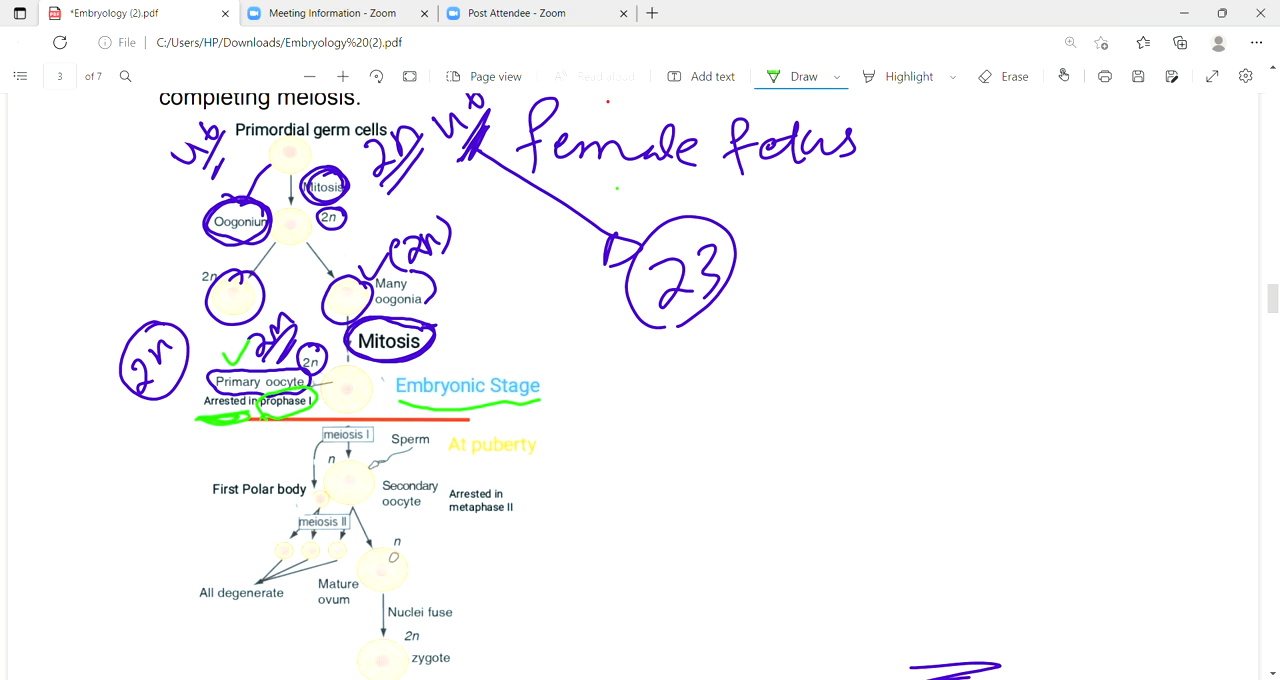 *Embryology (2).pdf
Meeting Information - Zoom
Post Attendee - Zoom
File
C:/Users/HP/Downloads/Embryology%20(2).pdf
3 of 7
Page view
Read aloud
Add text
Draw
Highlight
Erase
completing meiosis.
Primordial germ cells
2n
female fetus
Mitosis
Oogonium
2n
(2n)
23
2n
Many
oogonia
Mitosis
2n
2n
2n
Primary oocyte
Arrested in prophase I
Embryonic Stage
meiosis I
Sperm
At puberty
n
First Polar body
Secondary
oocyte
Arrested in
metaphase II
meiosis II
n
All degenerate
Mature
ovum
Nuclei fuse
2n
zygote